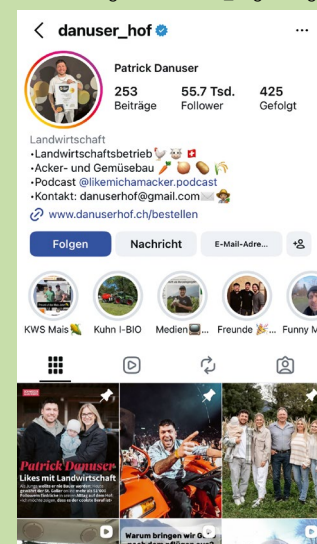 danuser_hof
Patrick Danuser
253 55.7 Tsd. 425
Beiträge Follower Gefolgt
Landwirtschaft
•Landwirtschaftsbetrieb
•Acker- und Gemüsebau
•Podcast @likemichamacker.podcast
•Kontakt: danuserhof@gmail.com
www.danuserhof.ch/bestellen
Folgen Nachricht E-Mail-Adre...
KWS Mais Kuhn I-BIO Medien... Freunde ... Funny M
Patrick Danuser
Likes mit Landwirtschaft
Warum bringen wir